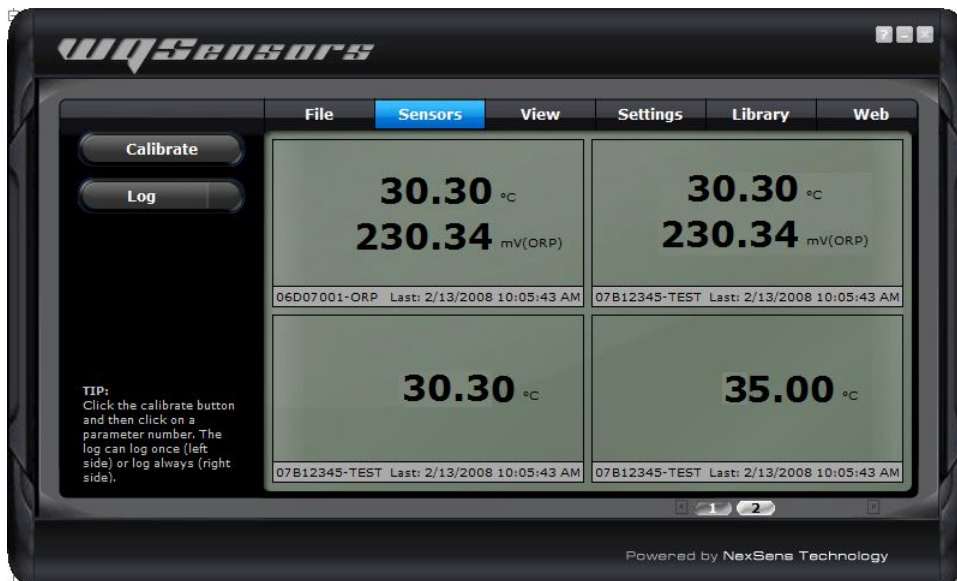 WQSensors
? - ×
File Sensors View Settings Library Web
Calibrate
Log
30.30 °C
230.34 mV(ORP)
06D07001-ORP Last: 2/13/2008 10:05:43 AM
30.30 °C
230.34 mV(ORP)
07B12345-TEST Last: 2/13/2008 10:05:43 AM
30.30 °C
07B12345-TEST Last: 2/13/2008 10:05:43 AM
35.00 °C
07B12345-TEST Last: 2/13/2008 10:05:43 AM
TIP:
Click the calibrate button
and then click on a
parameter number. The
log can log once (left
side) or log always (right
side).
1 2
Powered by NexSens Technology